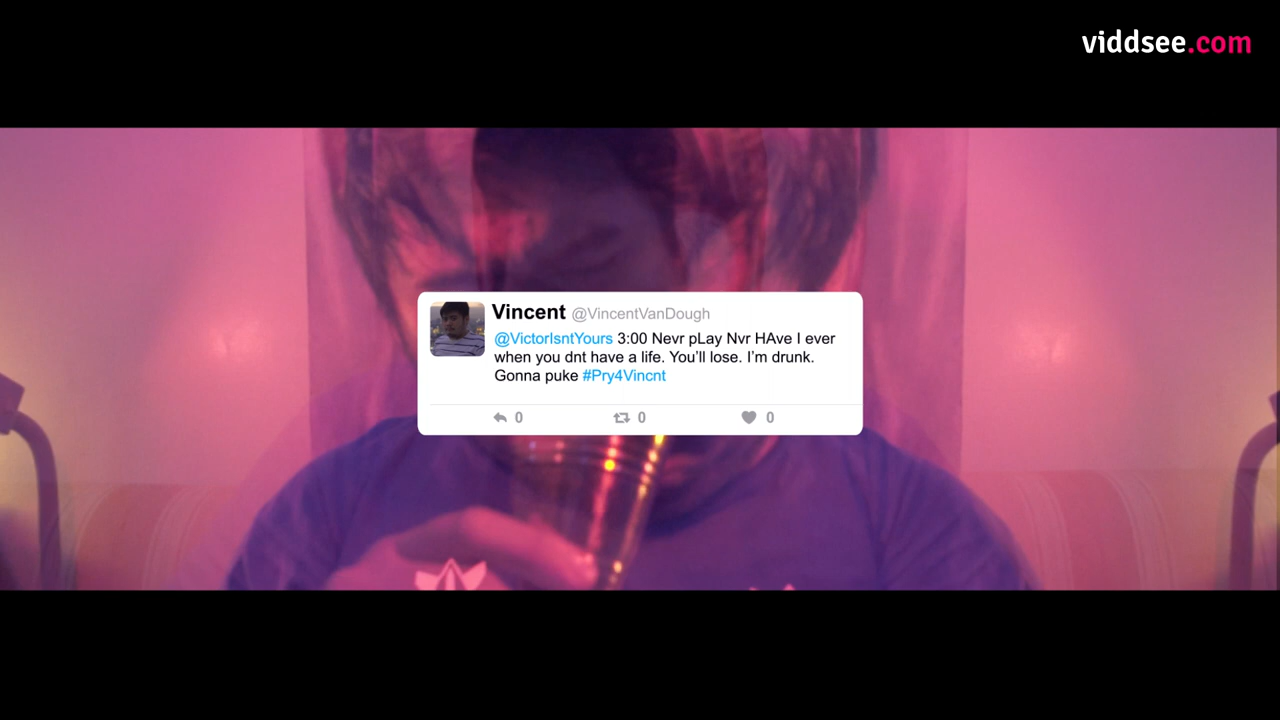 viddsee.com
Vincent @VincentVanDough
@VictorIsntYours 3:00 Nevr pLay Nvr HAve I ever
when you dnt have a life. You'll lose. I'm drunk.
Gonna puke #Pry4Vincnt
0 0 0